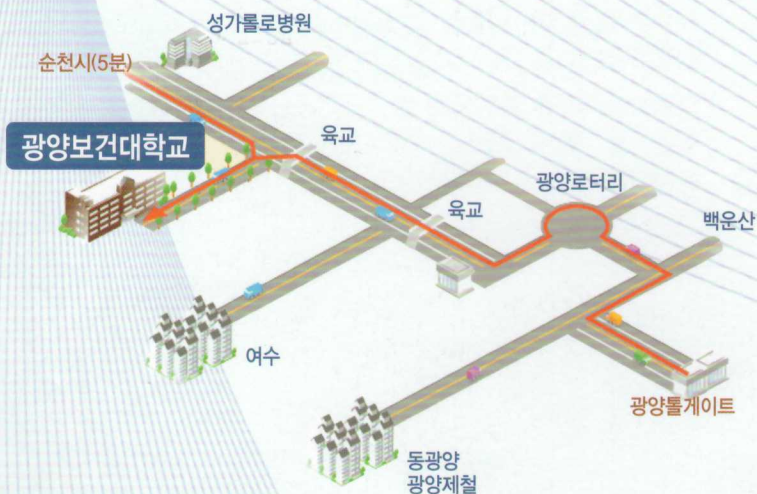 성가롤로병원
순천시(5분)
광양보건대학교
육교
광양로터리
육교
백운산
여수
광양톨게이트
동광양
광양제철